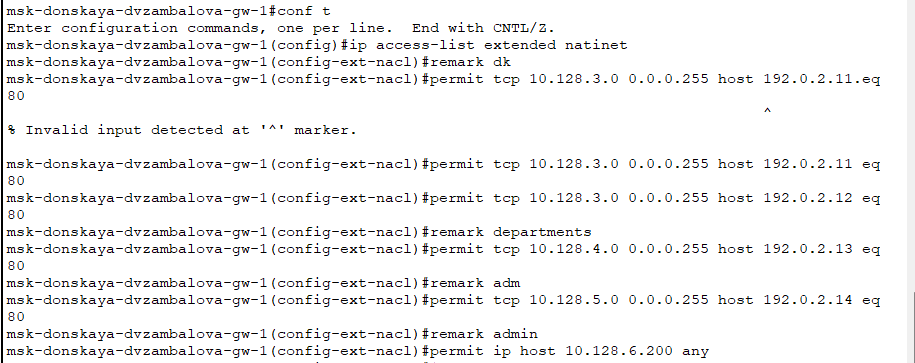 msk-donskaya-dvzambalova-gw-1#conf t
Enter configuration commands, one per line.  End with CNTL/Z.
msk-donskaya-dvzambalova-gw-1(config)#ip access-list extended natinet
msk-donskaya-dvzambalova-gw-1(config-ext-nacl)#remark dk
msk-donskaya-dvzambalova-gw-1(config-ext-nacl)#permit tcp 10.128.3.0 0.0.0.255 host 192.0.2.11.eq
80
^
% Invalid input detected at '^' marker.
msk-donskaya-dvzambalova-gw-1(config-ext-nacl)#permit tcp 10.128.3.0 0.0.0.255 host 192.0.2.11 eq
80
msk-donskaya-dvzambalova-gw-1(config-ext-nacl)#permit tcp 10.128.3.0 0.0.0.255 host 192.0.2.12 eq
80
msk-donskaya-dvzambalova-gw-1(config-ext-nacl)#remark departments
msk-donskaya-dvzambalova-gw-1(config-ext-nacl)#permit tcp 10.128.4.0 0.0.0.255 host 192.0.2.13 eq
80
msk-donskaya-dvzambalova-gw-1(config-ext-nacl)#remark adm
msk-donskaya-dvzambalova-gw-1(config-ext-nacl)#permit tcp 10.128.5.0 0.0.0.255 host 192.0.2.14 eq
80
msk-donskaya-dvzambalova-gw-1(config-ext-nacl)#remark admin
msk-donskaya-dvzambalova-gw-1(config-ext-nacl)#permit ip host 10.128.6.200 any